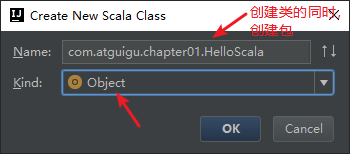 Create New Scala Class
创建类的同时
创建包
Name: com.atguigu.chapter01.HelloScala
Kind: Object
OK Cancel